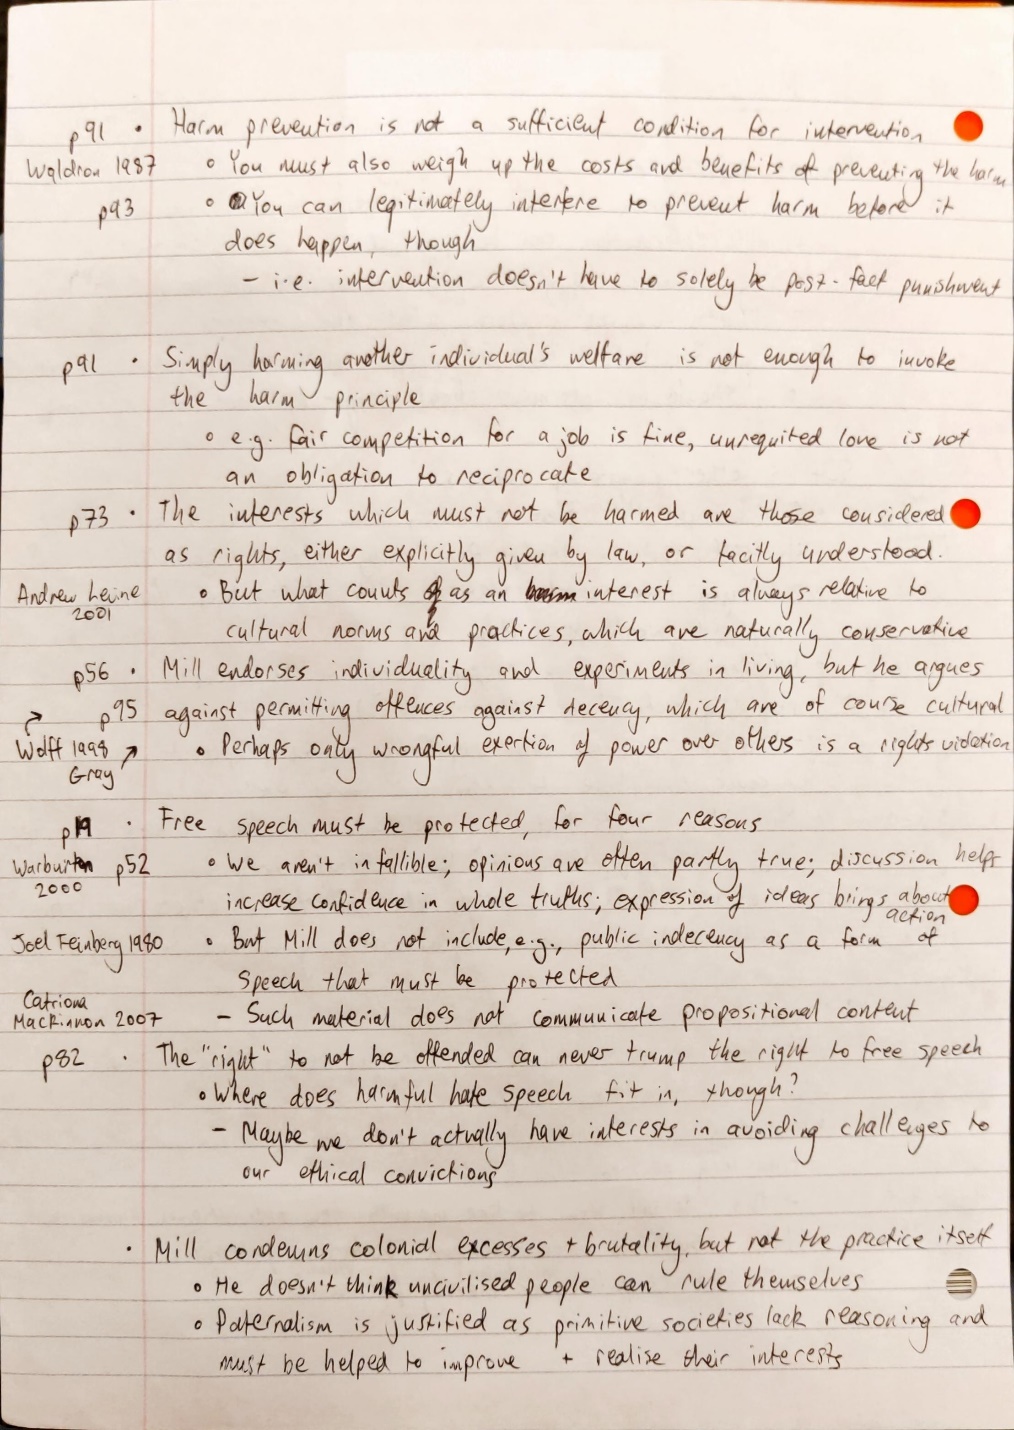 p91 • Harm prevention is not a sufficient condition for intervention
Waldron 1987 ∘ You must also weigh up the costs and benefits of preventing the harm
p93 ∘ You can legitimately interfere to prevent harm before it
does happen, though
– i.e. intervention doesn't have to solely be post-fact punishment
p91 • Simply harming another individual's welfare is not enough to invoke
the harm principle
∘ e.g. fair competition for a job is fine, unrequited love is not
an obligation to reciprocate
p73 • The interests which must not be harmed are those considered
as rights, either explicitly given by law, or tacitly understood.
Andrew Levine ∘ But what counts as an interest is always relative to
2001
cultural norms and practices, which are naturally conservative
p56 • Mill endorses individuality and experiments in living, but he argues
p95 against permitting offences against decency, which are of course cultural
Wolff 1998 ∘ Perhaps only wrongful exertion of power over others is a rights violation
Gray
p19 • Free speech must be protected, for four reasons
Warburton p52 ∘ We aren't infallible; opinions are often partly true; discussion helps
2000
increase confidence in whole truths; expression of ideas brings about
action
Joel Feinberg 1980 ∘ But Mill does not include, e.g., public indecency as a form of
speech that must be protected
Catriona
MacKinnon 2007 – Such material does not communicate propositional content
p82 • The "right" to not be offended can never trump the right to free speech
∘ Where does harmful hate speech fit in, though?
– Maybe we don't actually have interests in avoiding challenges to
our ethical convictions
• Mill condemns colonial excesses + brutality, but not the practice itself
∘ He doesn't think uncivilised people can rule themselves
∘ Paternalism is justified as primitive societies lack reasoning and
must be helped to improve + realise their interests